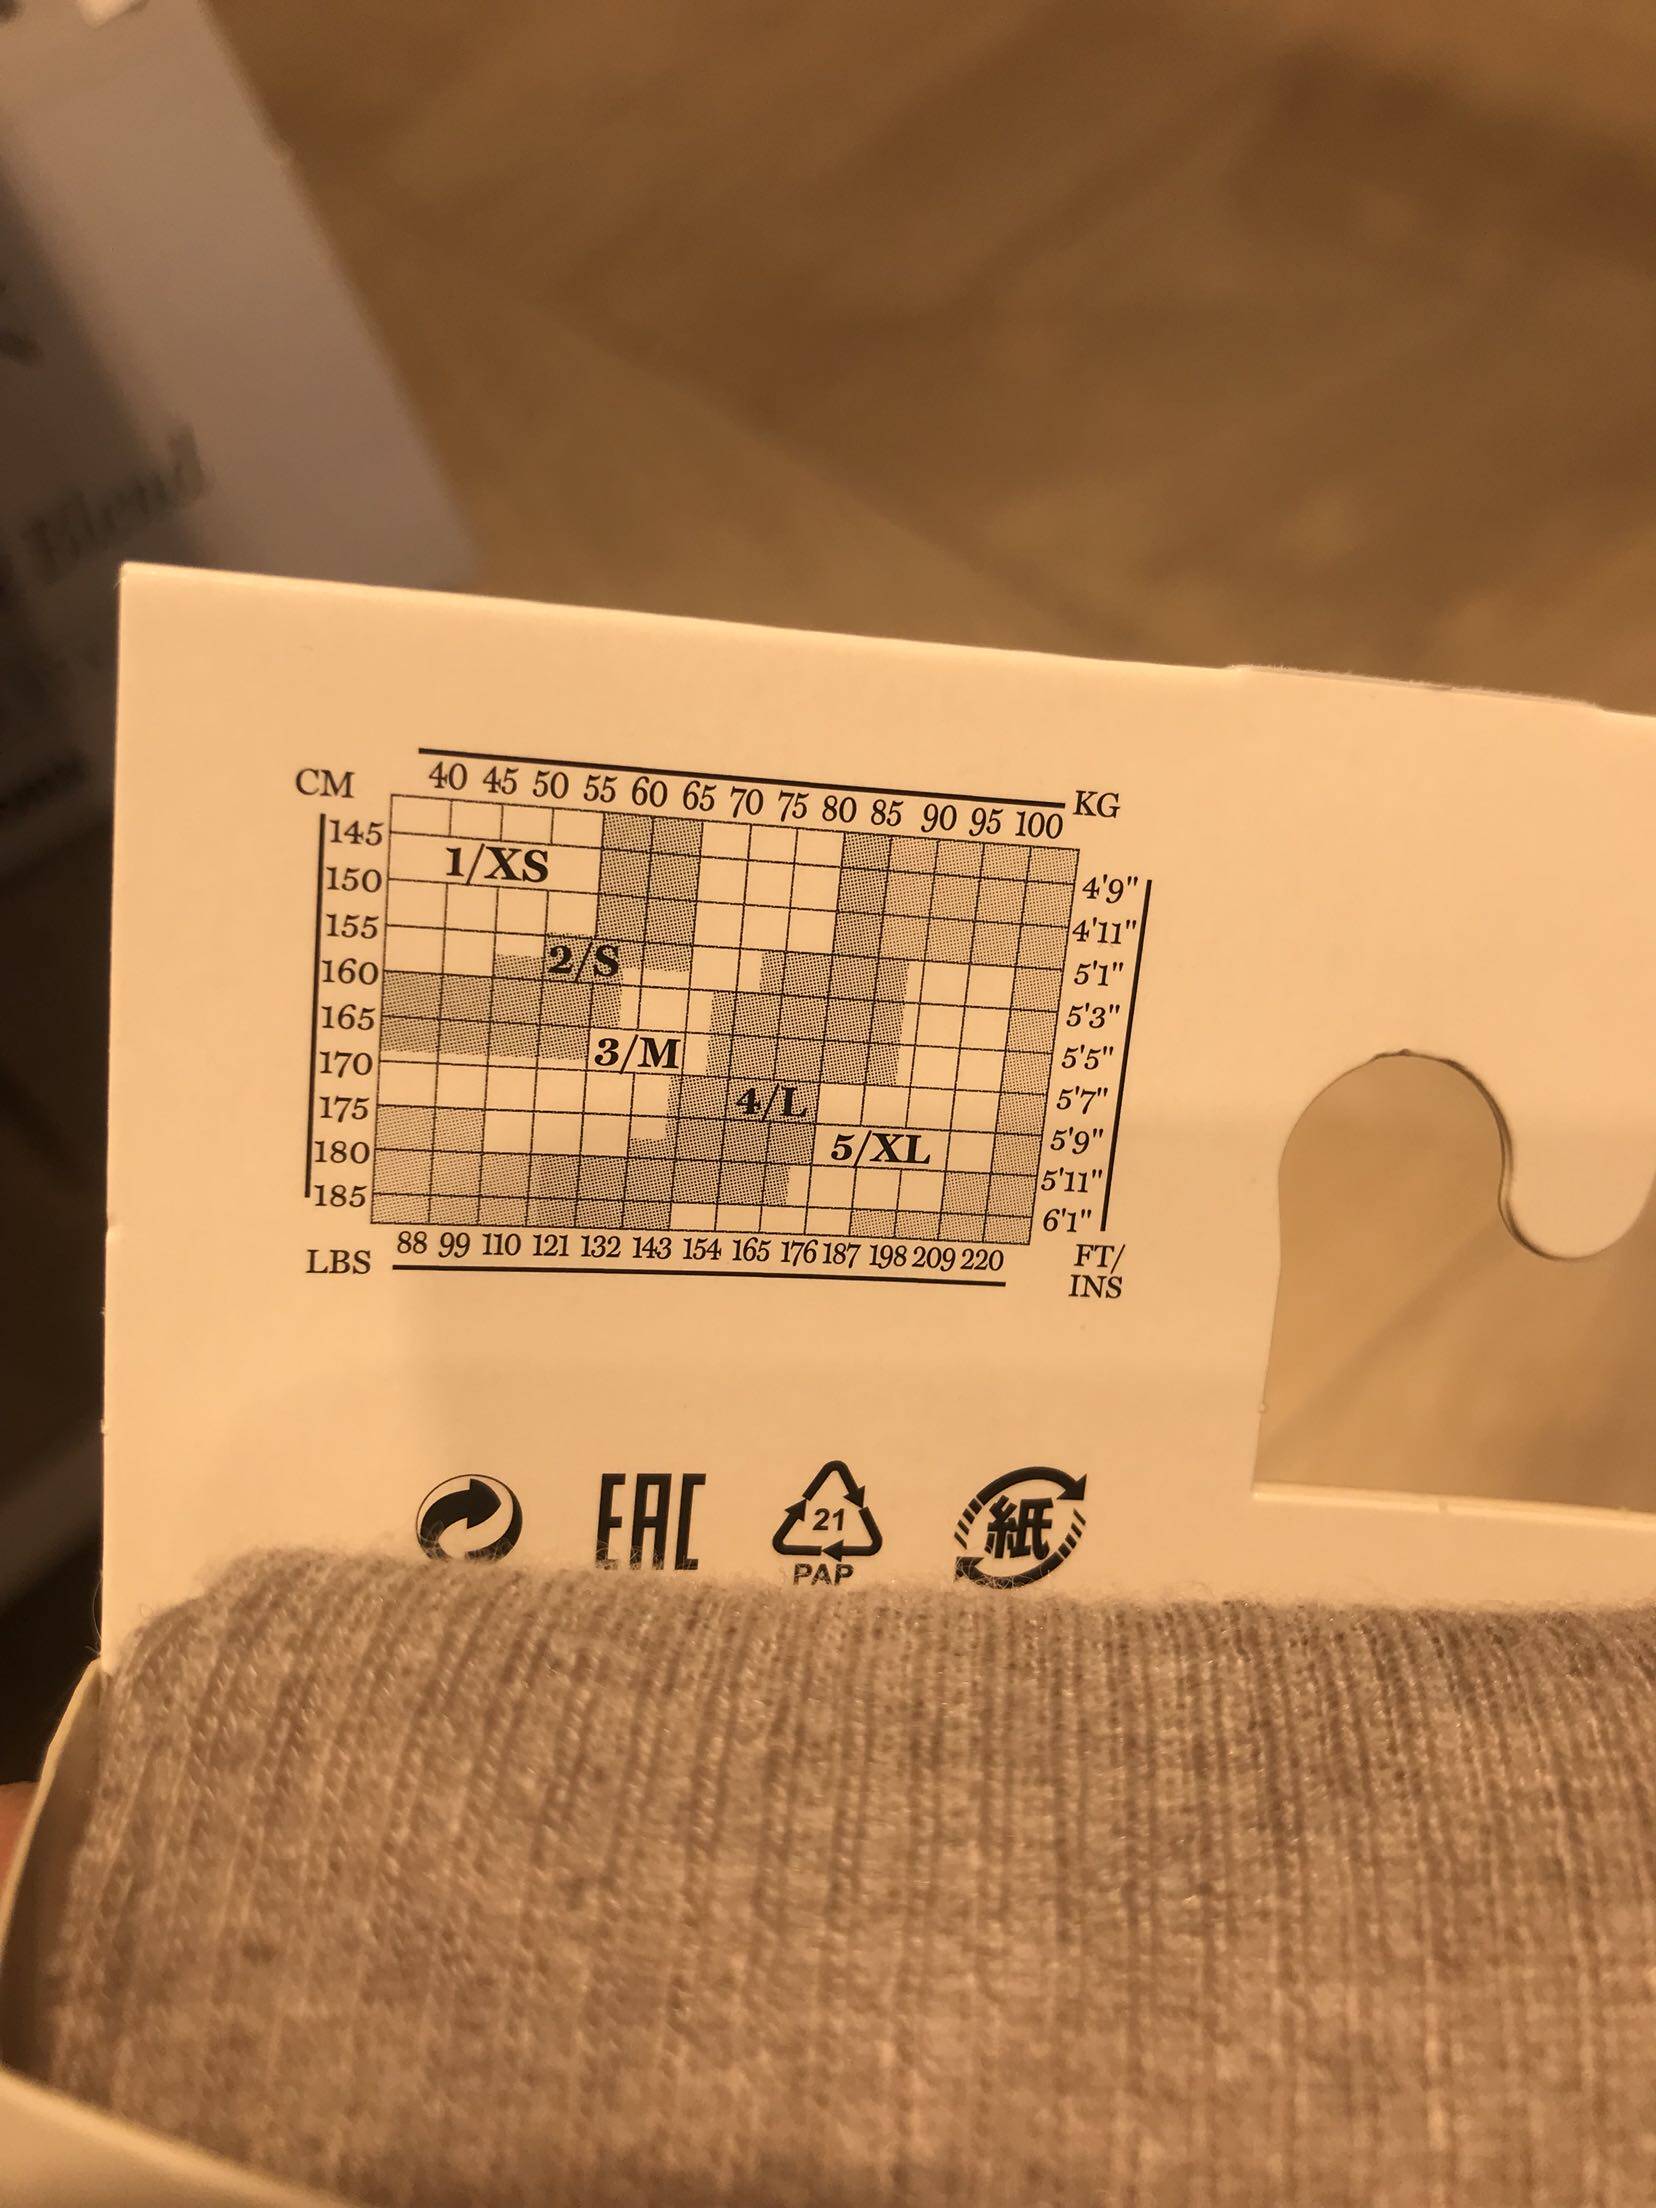 Blend
40 45 50 55 60 65 70 75 80 85 90 95 100 KG
CM
145
150
155
160
165
170
175
180
185
1/XS
2/S
3/M
4/L
5/XL
4'9"
4'11"
5'1"
5'3"
5'5"
5'7"
5'9"
5'11"
6'1"
FT/
INS
LBS 88 99 110 121 132 143 154 165 176 187 198 209 220
EAC
21
PAP
紙